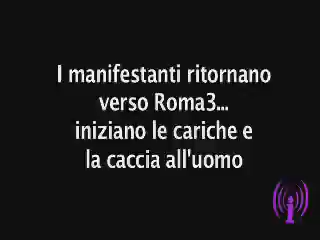 I manifestanti ritornano
verso Roma3...
iniziano le cariche e
la caccia all'uomo